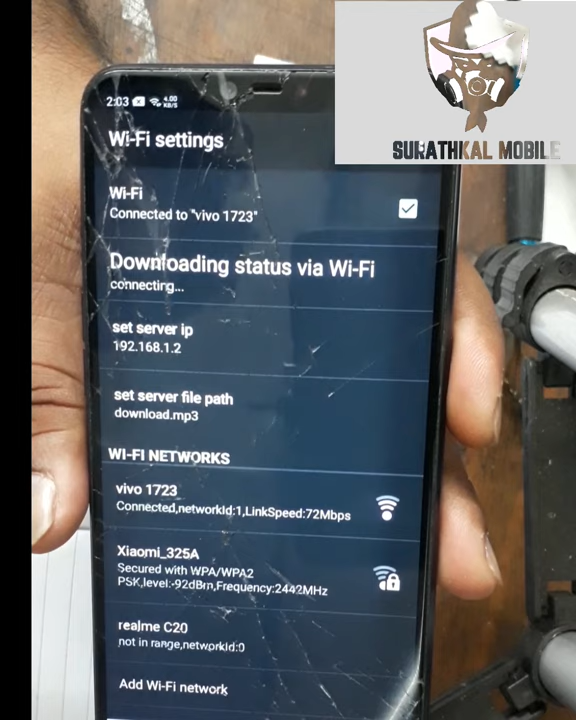 SURATHKAL MOBILE
2:03 4.00 KB/S
Wi-Fi settings
Wi-Fi
Connected to "vivo 1723"
Downloading status via Wi-Fi
connecting...
set server ip
192.168.1.2
set server file path
download.mp3
WI-FI NETWORKS
vivo 1723
Connected,networkId:1,LinkSpeed:72Mbps
Xiaomi_325A
Secured with WPA/WPA2
PSK,level:-92dBm,Frequency:2442MHz
realme C20
not in range,networkId:0
Add Wi-Fi network